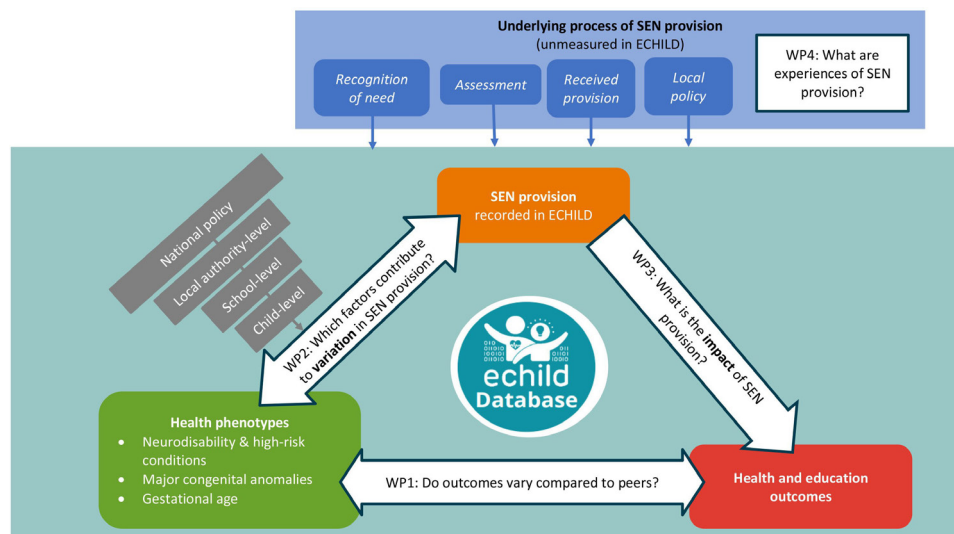 Underlying process of SEN provision
(unmeasured in ECHILD)
Recognition
of need
Assessment
Received
provision
Local
policy
WP4: What are
experiences of SEN
provision?
National policy
Local authority-level
School-level
Child-level
SEN provision
recorded in ECHILD
WP2: Which factors contribute
to variation in SEN provision?
WP3: What is the impact of SEN
provision?
echild
Database
Health phenotypes
• Neurodisability & high-risk
conditions
• Major congenital anomalies
• Gestational age
WP1: Do outcomes vary compared to peers?
Health and education
outcomes